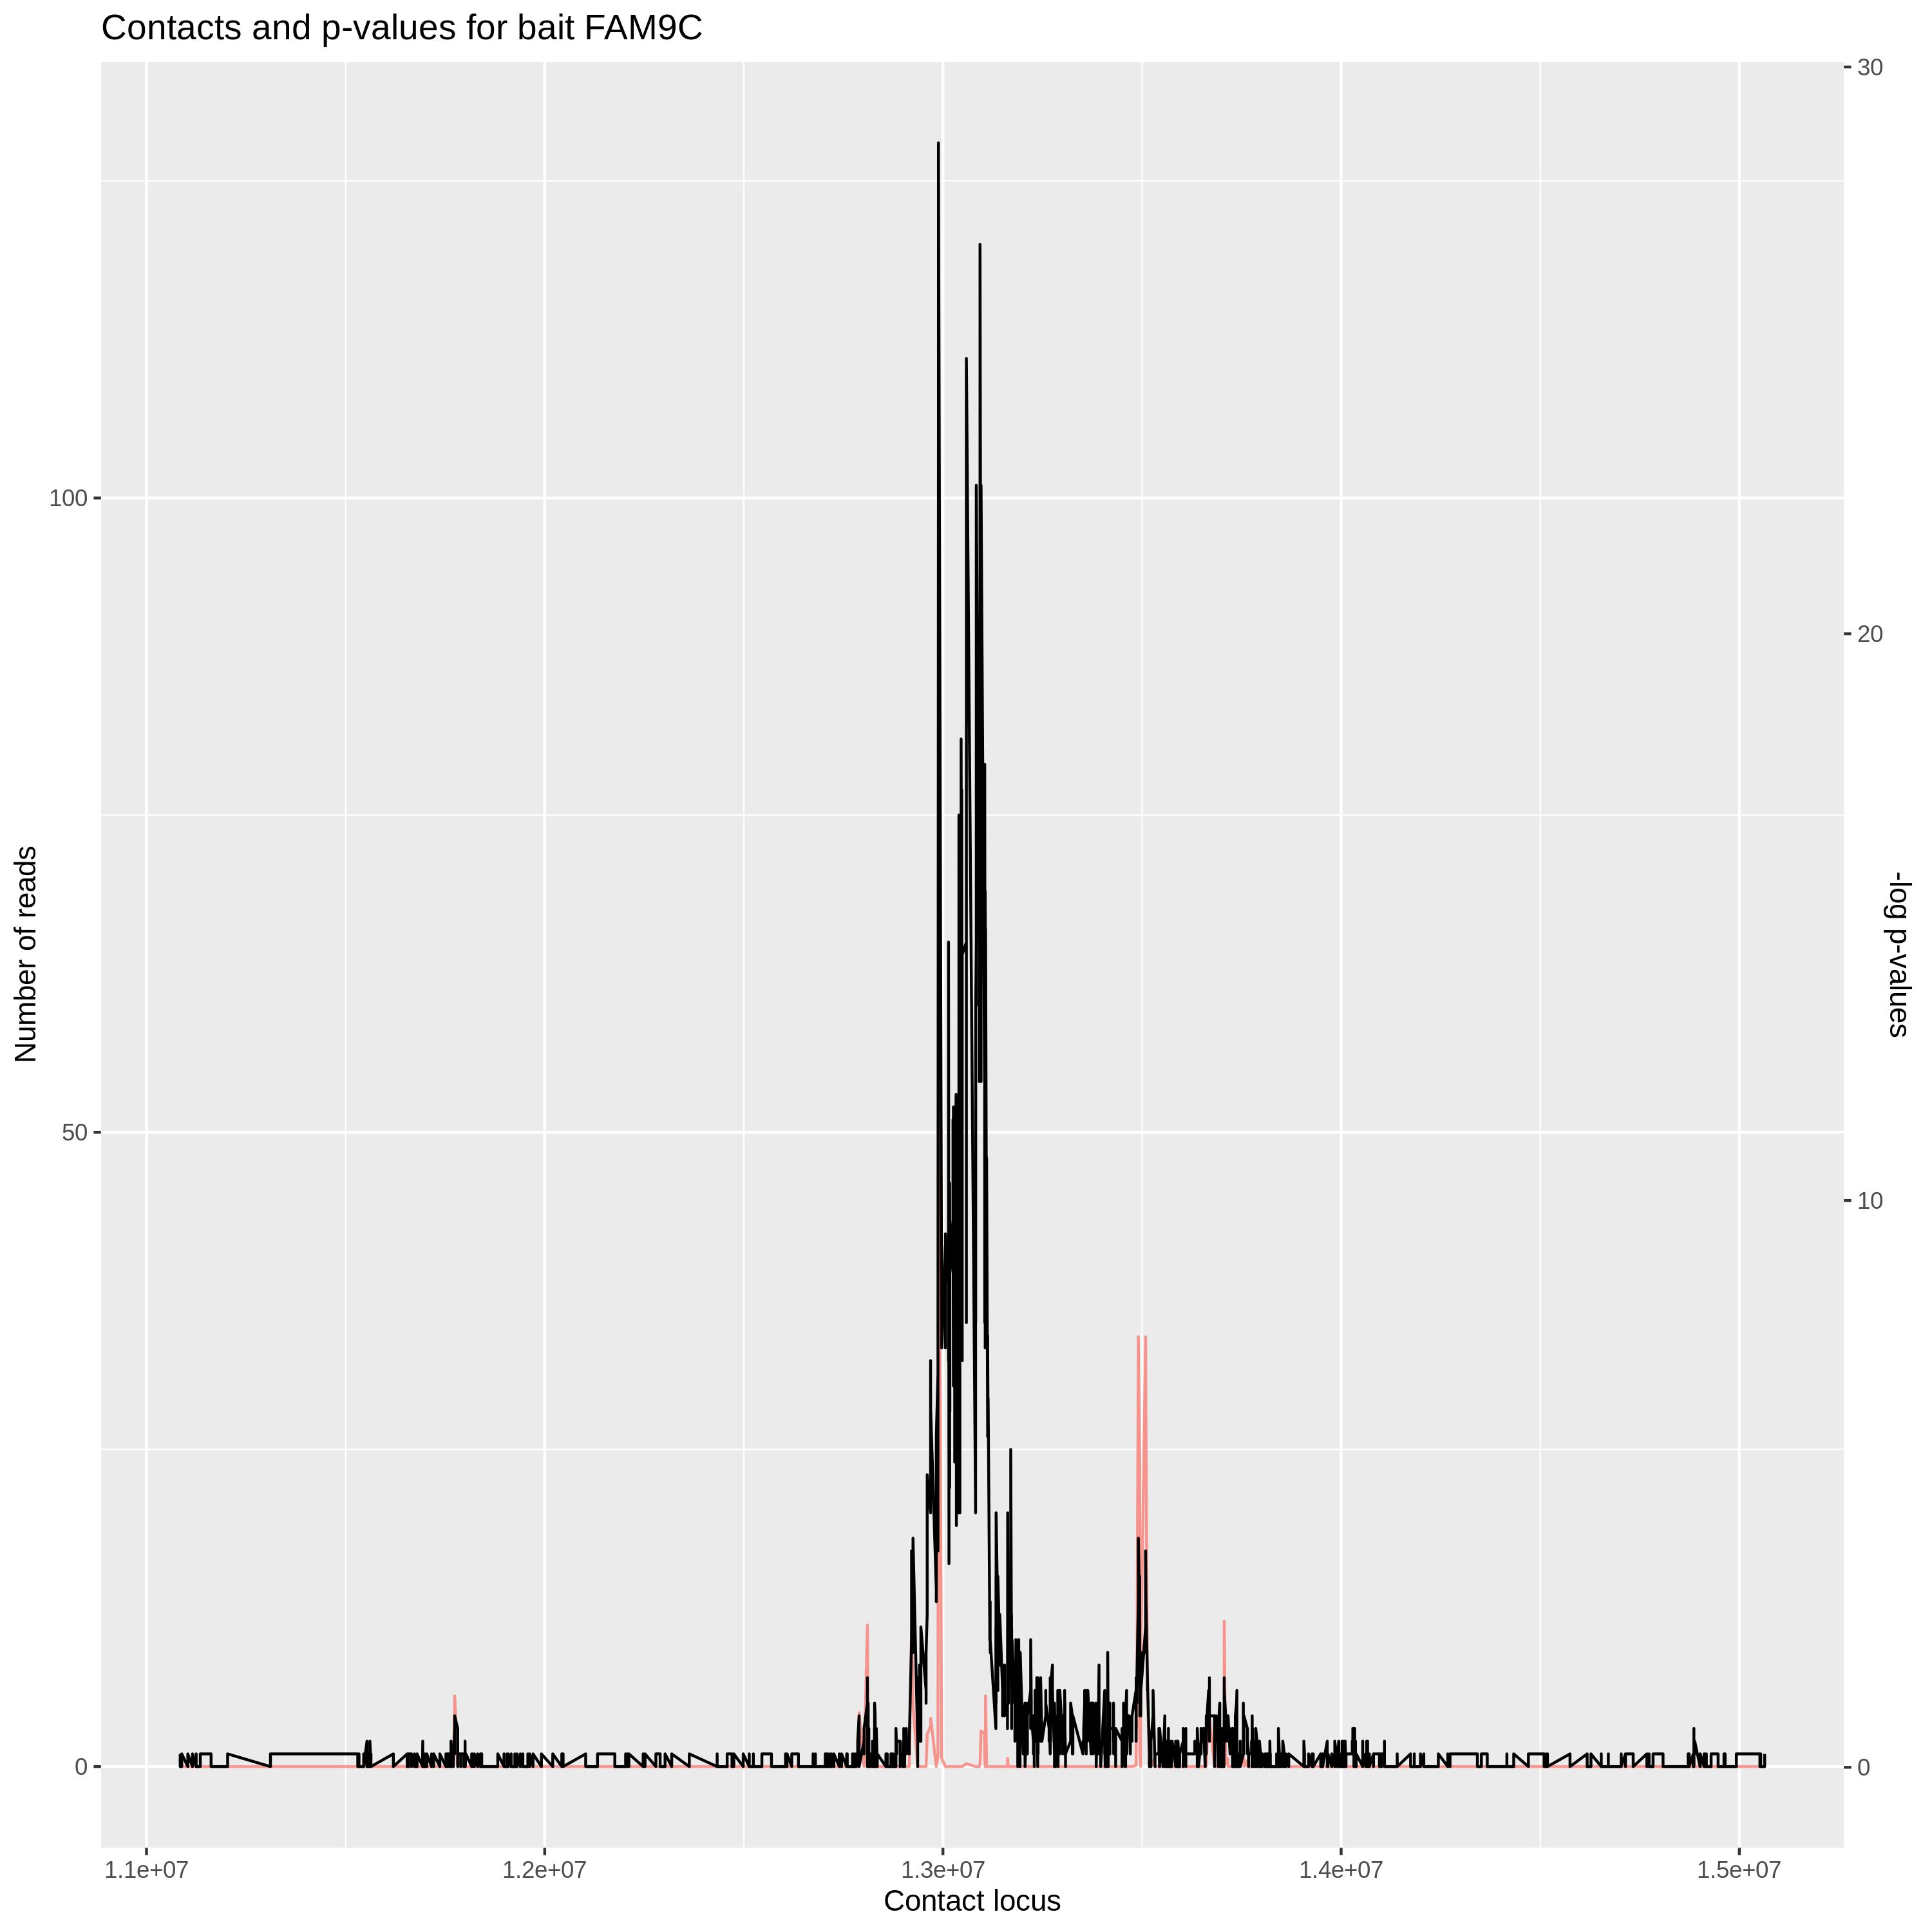 Contacts and p-values for bait FAM9C
30
100
20
Number of reads
-log p-values
50
10
0
0
1.1e+07
1.2e+07
1.3e+07
1.4e+07
1.5e+07
Contact locus